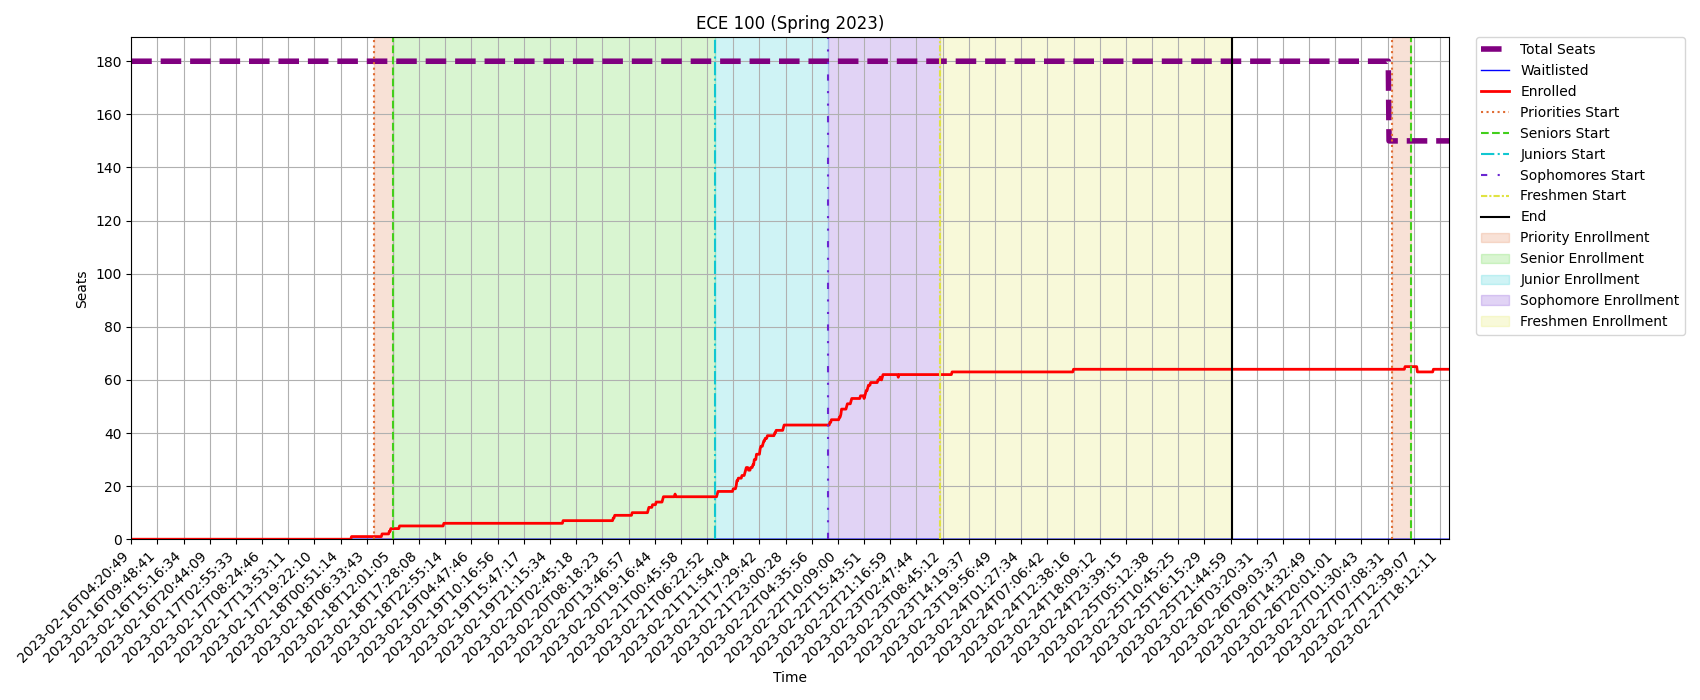 ECE 100 (Spring 2023)
Seats
180
160
140
120
100
80
60
40
20
0
2023-02-16T04:20:49
2023-02-16T09:48:41
2023-02-16T15:16:34
2023-02-16T20:44:09
2023-02-17T02:55:33
2023-02-17T08:24:46
2023-02-17T13:53:11
2023-02-17T19:22:10
2023-02-18T00:51:14
2023-02-18T06:33:43
2023-02-18T12:01:05
2023-02-18T17:28:08
2023-02-18T22:55:14
2023-02-19T04:47:46
2023-02-19T10:16:56
2023-02-19T15:47:17
2023-02-19T21:15:34
2023-02-20T02:45:18
2023-02-20T08:18:23
2023-02-20T13:46:57
2023-02-20T19:16:44
2023-02-21T00:45:58
2023-02-21T06:22:52
2023-02-21T11:54:04
2023-02-21T17:29:42
2023-02-21T23:00:28
2023-02-22T04:35:56
2023-02-22T10:09:00
2023-02-22T15:43:51
2023-02-22T21:16:59
2023-02-23T02:47:44
2023-02-23T08:45:12
2023-02-23T14:19:37
2023-02-23T19:56:49
2023-02-24T01:27:34
2023-02-24T07:06:42
2023-02-24T12:38:16
2023-02-24T18:09:12
2023-02-24T23:39:15
2023-02-25T05:12:38
2023-02-25T10:45:25
2023-02-25T16:15:29
2023-02-25T21:44:59
2023-02-26T03:20:31
2023-02-26T09:03:37
2023-02-26T14:32:49
2023-02-26T20:01:01
2023-02-27T01:30:43
2023-02-27T07:08:31
2023-02-27T12:39:07
2023-02-27T18:12:11
Time
Total Seats
Waitlisted
Enrolled
Priorities Start
Seniors Start
Juniors Start
Sophomores Start
Freshmen Start
End
Priority Enrollment
Senior Enrollment
Junior Enrollment
Sophomore Enrollment
Freshmen Enrollment